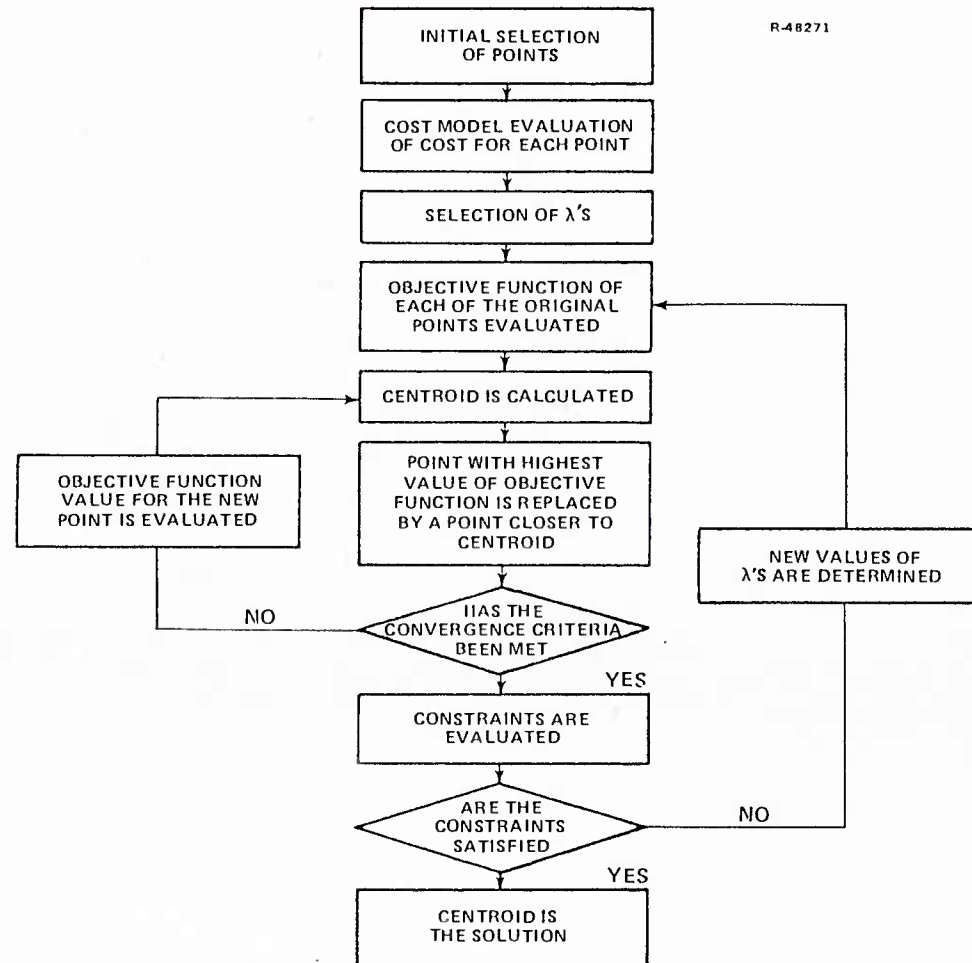 R-48271
INITIAL SELECTION
OF POINTS
COST MODEL EVALUATION
OF COST FOR EACH POINT
SELECTION OF λ'S
OBJECTIVE FUNCTION OF
EACH OF THE ORIGINAL
POINTS EVALUATED
CENTROID IS CALCULATED
POINT WITH HIGHEST
VALUE OF OBJECTIVE
FUNCTION IS REPLACED
BY A POINT CLOSER TO
CENTROID
OBJECTIVE FUNCTION
VALUE FOR THE NEW
POINT IS EVALUATED
NEW VALUES OF
λ'S ARE DETERMINED
HAS THE
CONVERGENCE CRITERIA
BEEN MET
NO
YES
CONSTRAINTS ARE
EVALUATED
ARE THE
CONSTRAINTS
SATISFIED
NO
YES
CENTROID IS
THE SOLUTION